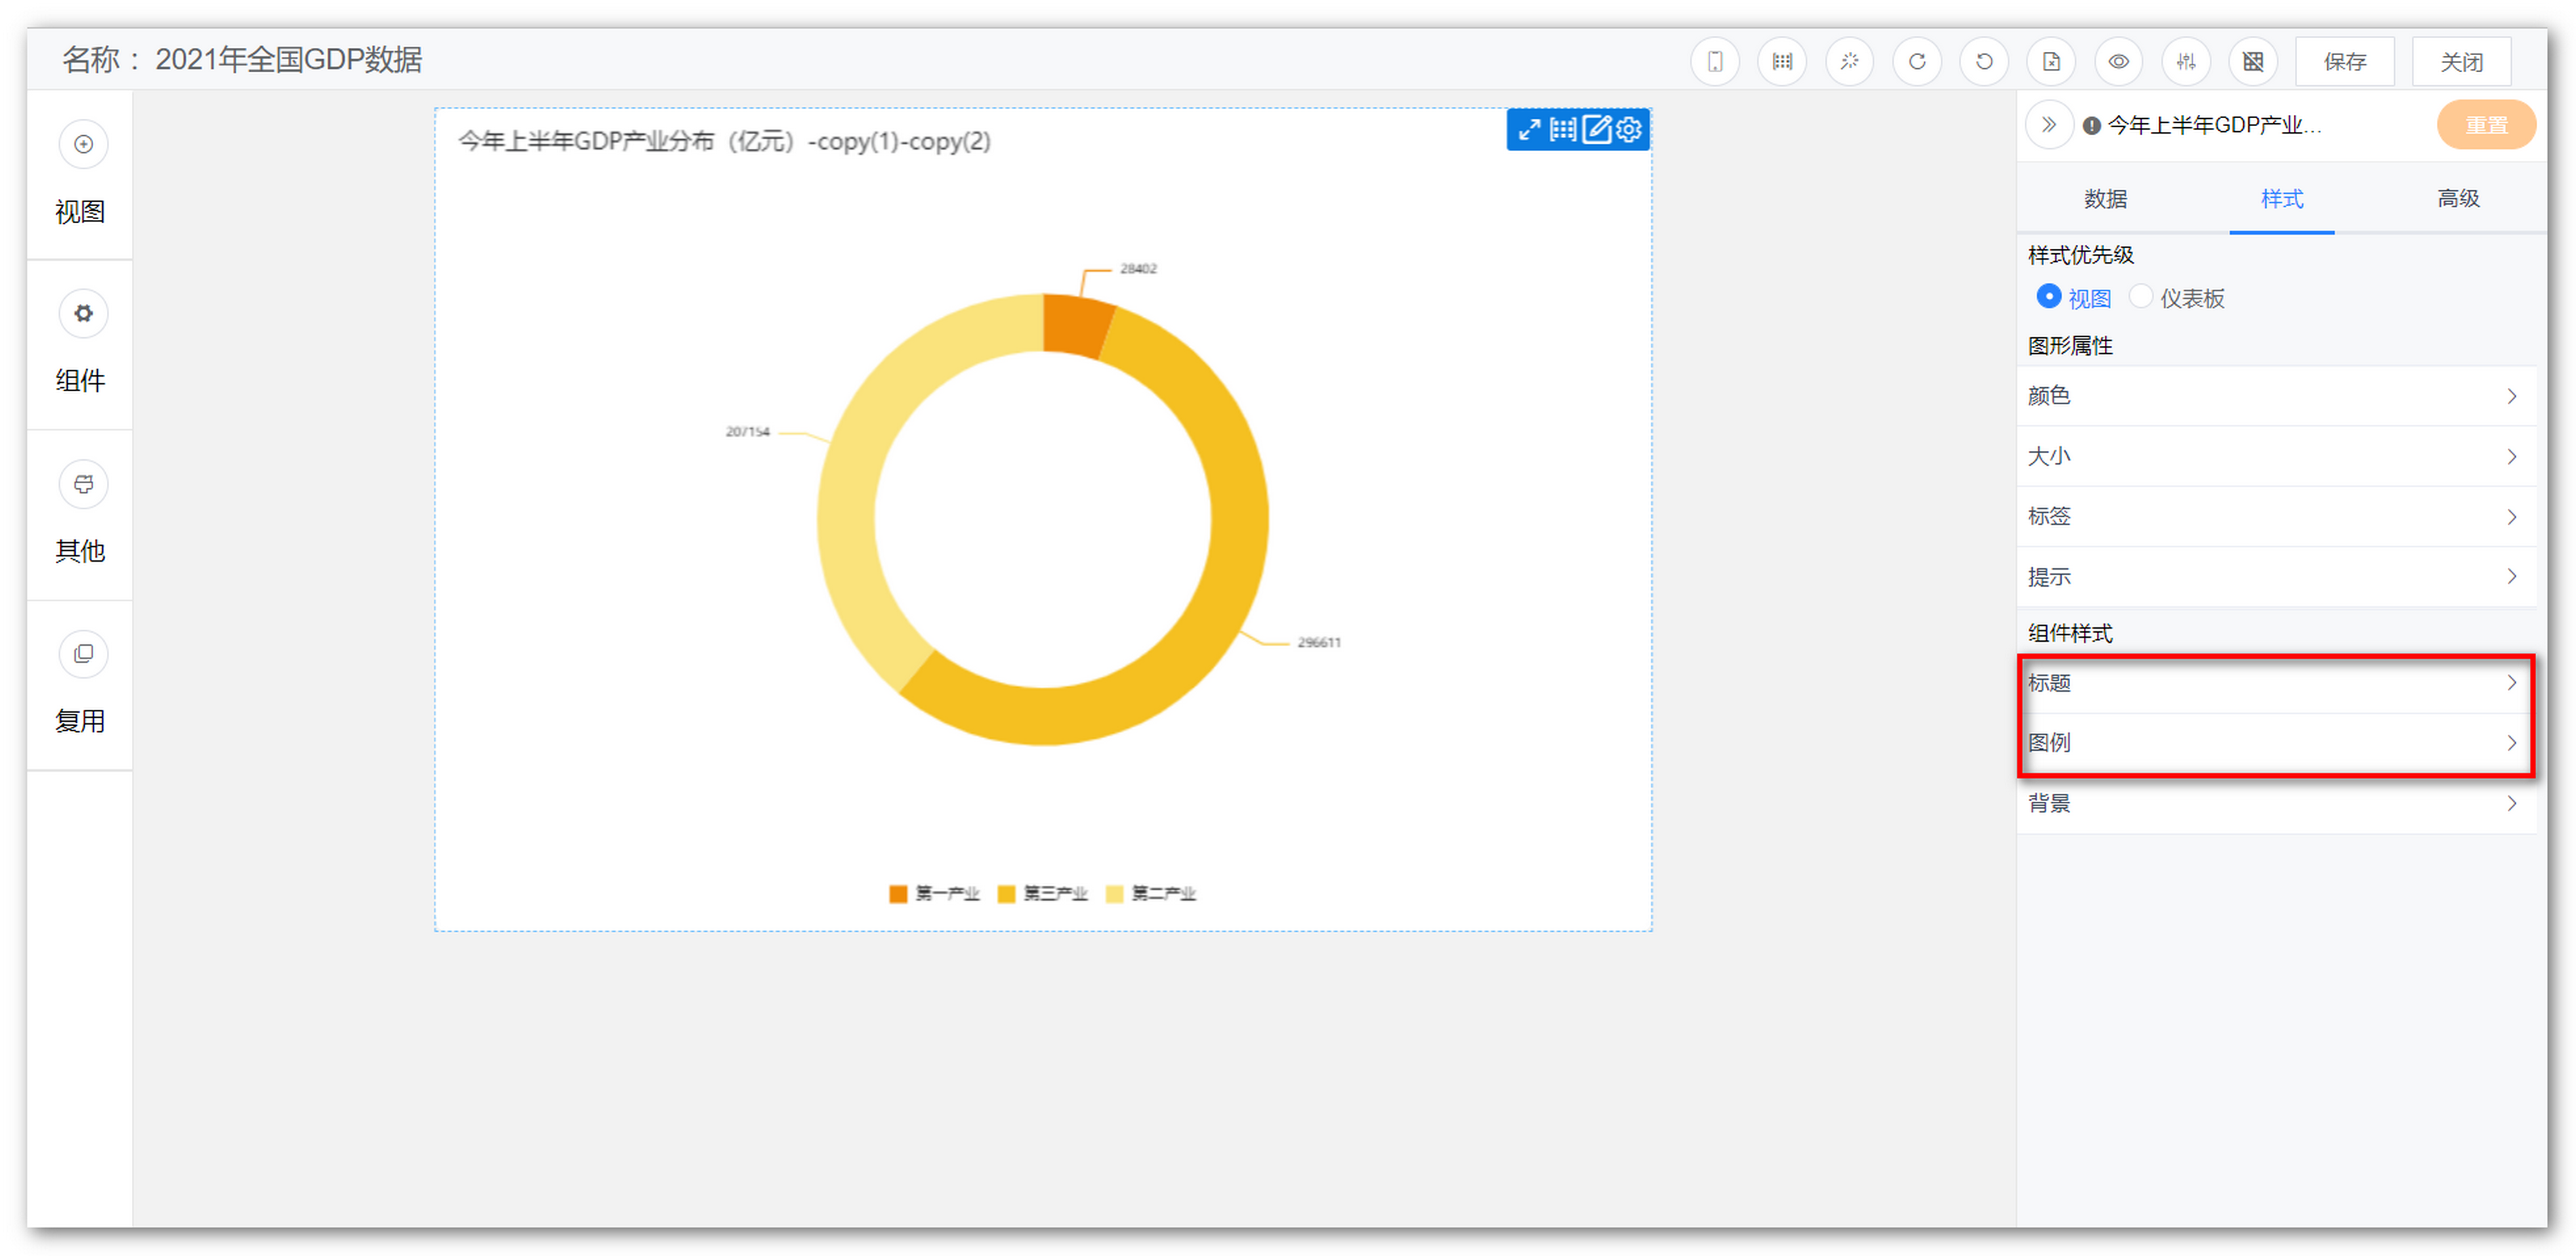 名称： 2021年全国GDP数据
保存
关闭
视图
组件
其他
复用
今年上半年GDP产业分布（亿元）-copy(1)-copy(2)
28402
207154
296611
第一产业 第三产业 第二产业
今年上半年GDP产业...
重置
数据 样式 高级
样式优先级
视图 仪表板
图形属性
颜色
大小
标签
提示
组件样式
标题
图例
背景